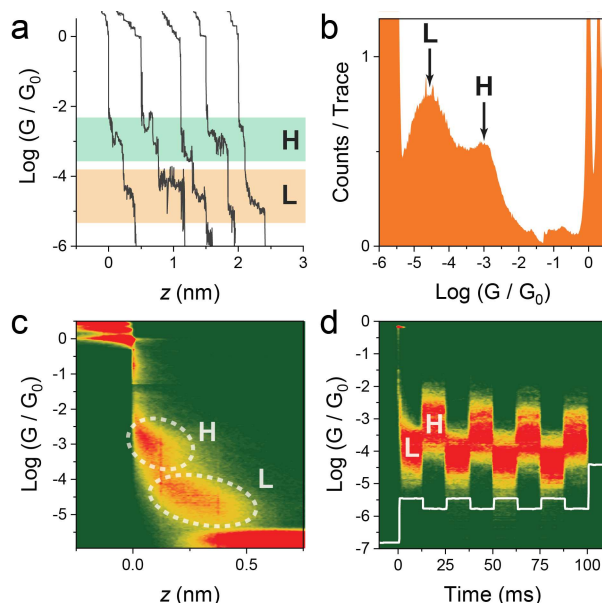 a
Log (G / G₀)
0
-2
-4
-6
H
L
0
1
2
3
z (nm)
b
Counts / Trace
1
0
L
H
-6
-5
-4
-3
-2
-1
0
Log (G / G₀)
c
Log (G / G₀)
0
-1
-2
-3
-4
-5
H
L
0.0
0.5
z (nm)
d
Log (G / G₀)
0
-1
-2
-3
-4
-5
-6
-7
H
L
0
25
50
75
100
Time (ms)